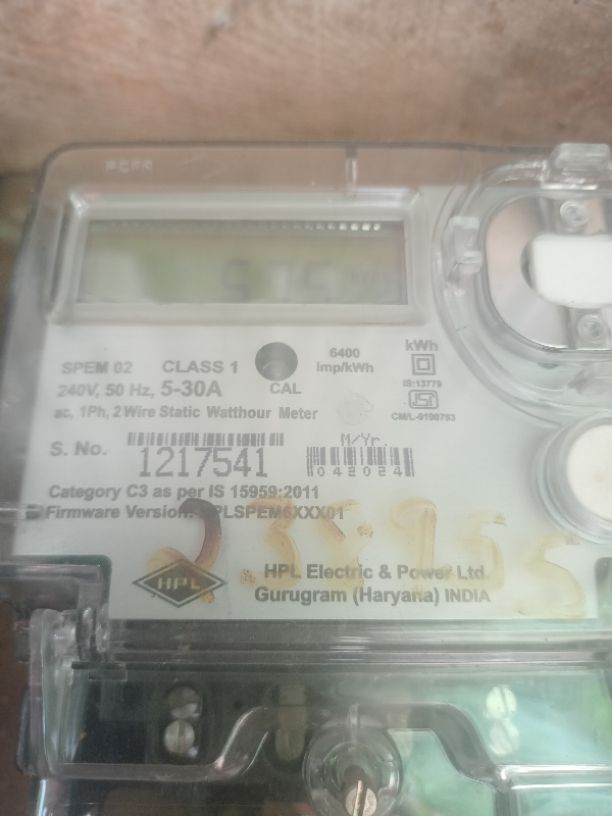 SPEM 02 CLASS 1 CAL 6400 imp/kWh kWh
240V, 50 Hz, 5-30A IS:13779
ac, 1Ph, 2 Wire Static Watthour Meter
S. No. 1217541 M/Yr. 042024
Category C3 as per IS 15959:2011
Firmware Version:
HPL
HPL Electric & Power Ltd.
Gurugram (Haryana) INDIA